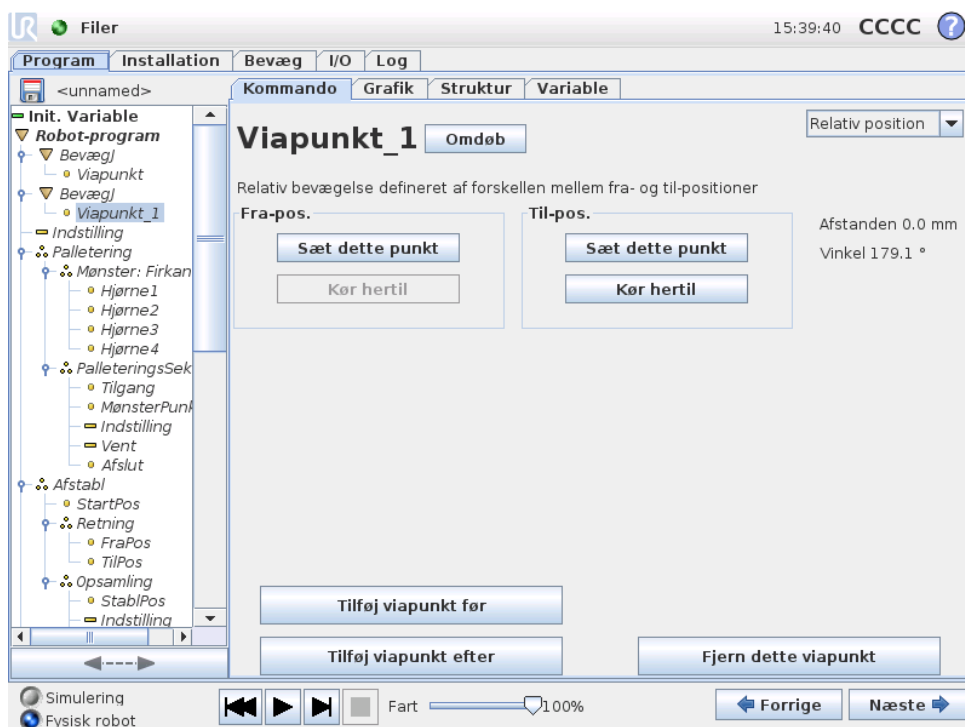 UR Filer 15:39:40 CCCC ?
Program Installation Bevæg I/O Log
<unnamed>
Kommando Grafik Struktur Variable
Init. Variable
Robot-program
BevægJ
Viapunkt
BevægJ
Viapunkt_1
Indstilling
Palletering
Mønster: Firkan
Hjørne1
Hjørne2
Hjørne3
Hjørne4
PalleteringsSek
Tilgang
MønsterPunk
Indstilling
Vent
Afslut
Afstabl
StartPos
Retning
FraPos
TilPos
Opsamling
StablPos
Indstilling
Viapunkt_1 Omdøb
Relativ position
Relativ bevægelse defineret af forskellen mellem fra- og til-positioner
Fra-pos.
Sæt dette punkt
Kør hertil
Til-pos.
Sæt dette punkt
Kør hertil
Afstanden 0.0 mm
Vinkel 179.1 °
Tilføj viapunkt før
Tilføj viapunkt efter
Fjern dette viapunkt
Simulering
Fysisk robot
Fart 100%
Forrige
Næste